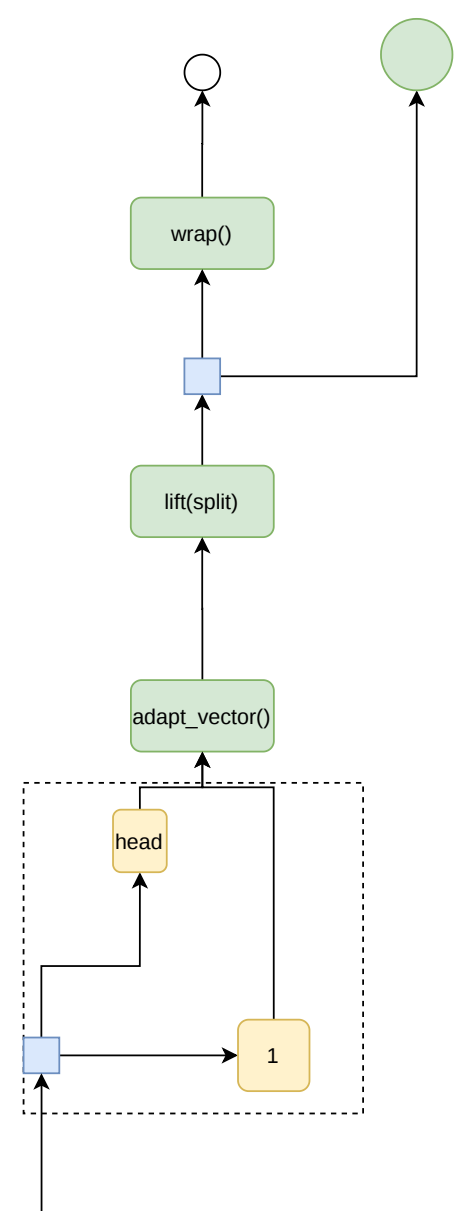 wrap()
lift(split)
adapt_vector()
head
1